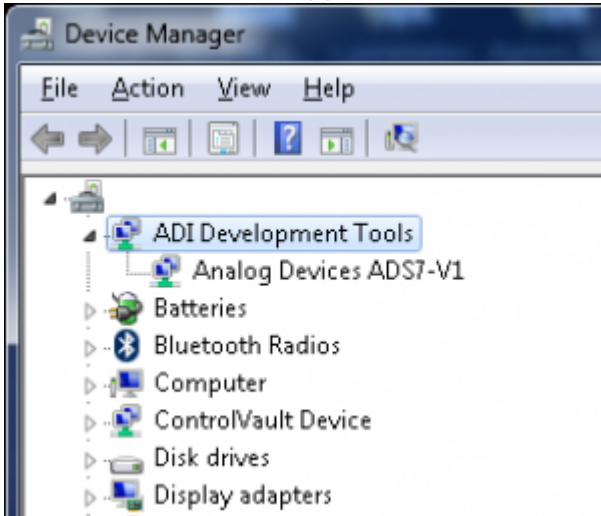 Device Manager
File Action View Help
ADI Development Tools
Analog Devices ADS7-V1
Batteries
Bluetooth Radios
Computer
ControlVault Device
Disk drives
Display adapters